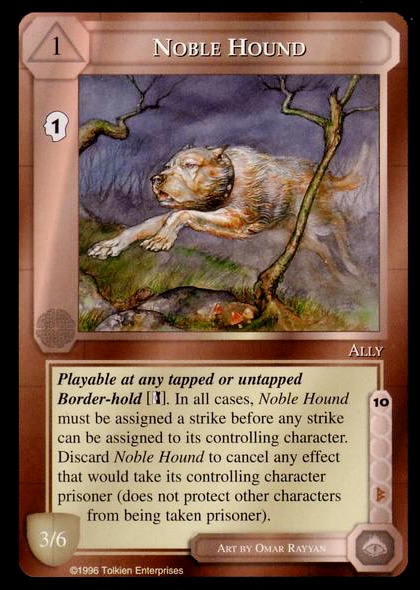 1
NOBLE HOUND
1
ALLY
Playable at any tapped or untapped
Border-hold []. In all cases, Noble Hound
must be assigned a strike before any strike
can be assigned to its controlling character.
Discard Noble Hound to cancel any effect
that would take its controlling character
prisoner (does not protect other characters
from being taken prisoner).
10
3/6
ART BY OMAR RAYYAN
©1996 Tolkien Enterprises